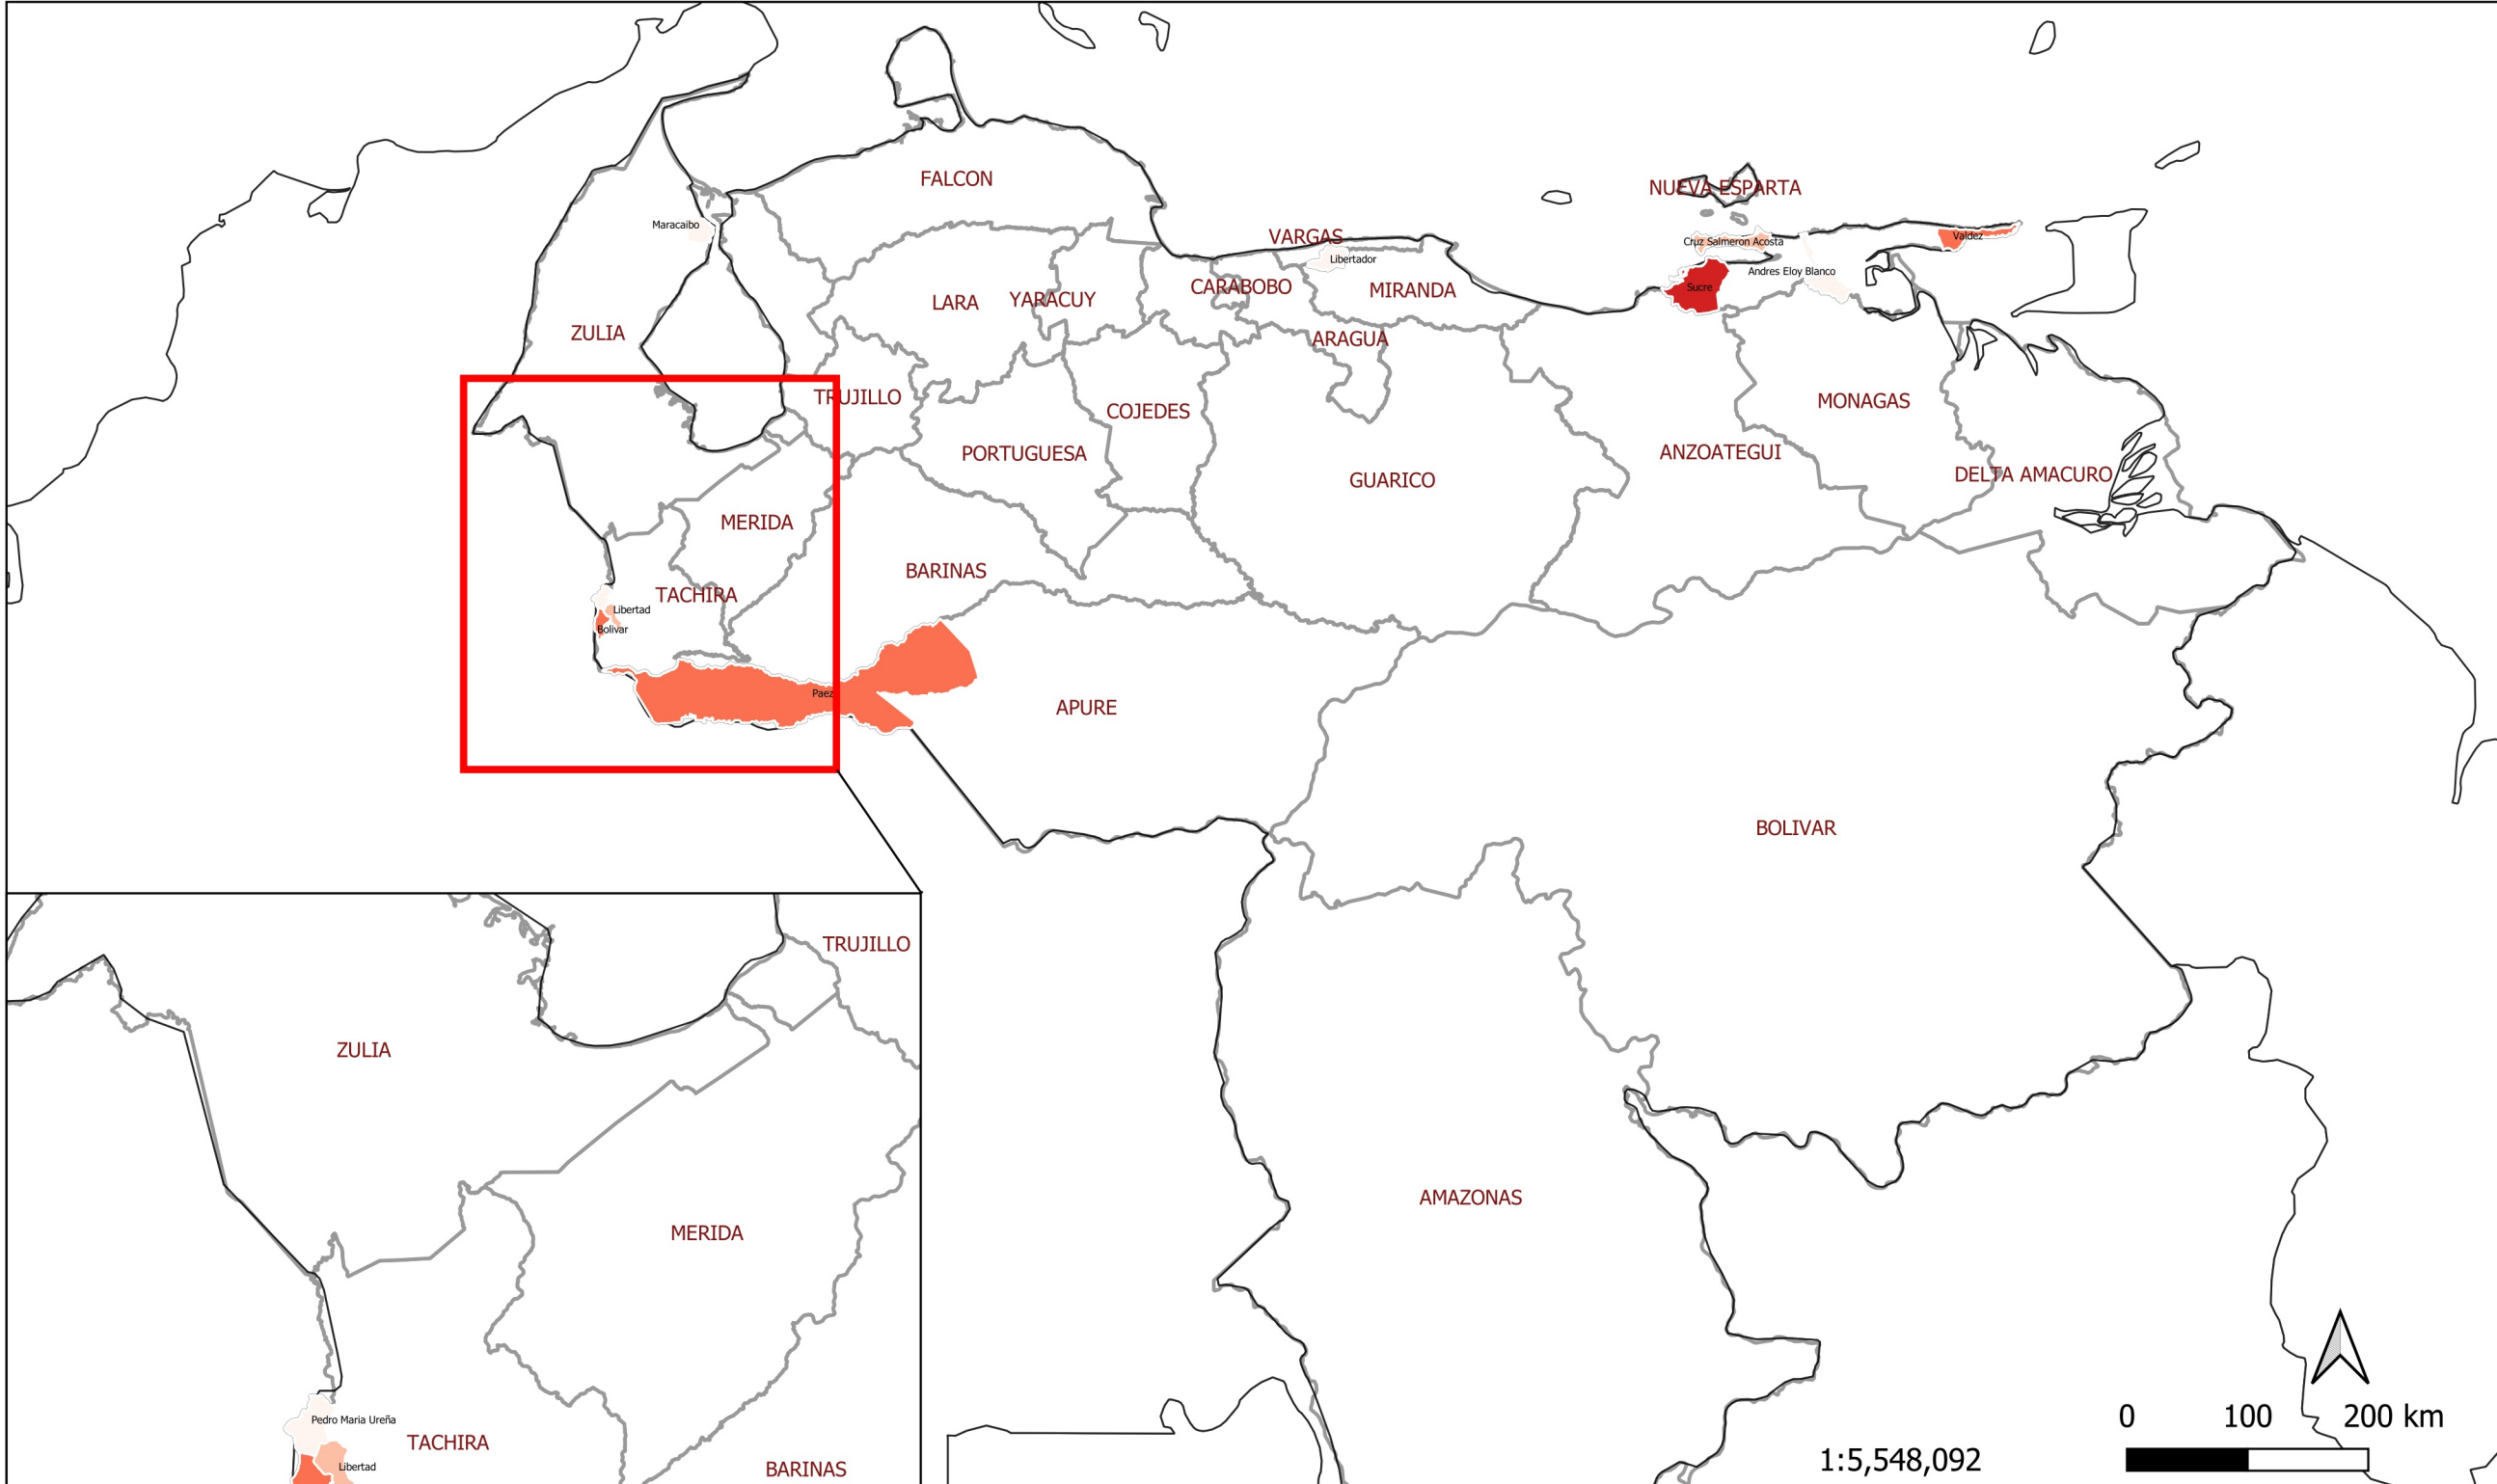 FALCON
NUEVA ESPARTA
Maracaibo
VARGAS
Cruz Salmeron Acosta
Valdez
Libertador
Andres Eloy Blanco
CARABOBO
Sucre
LARA
YARACUY
MIRANDA
ZULIA
ARAGUA
TRUJILLO
COJEDES
MONAGAS
PORTUGUESA
ANZOATEGUI
DELTA AMACURO
GUARICO
MERIDA
BARINAS
TACHIRA
Libertad
Bolivar
Paez
APURE
BOLIVAR
AMAZONAS
TRUJILLO
ZULIA
MERIDA
Pedro Maria Ureña
TACHIRA
Libertad
BARINAS
0 100 200 km
1:5,548,092